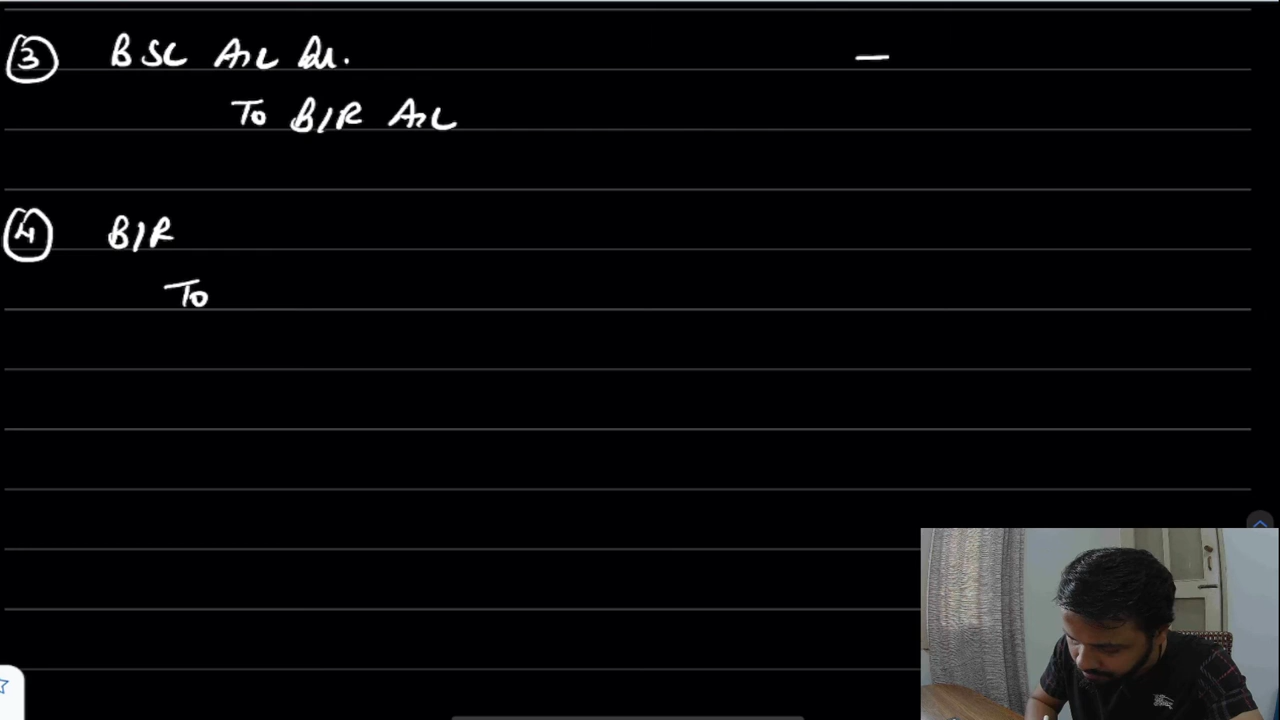 3 BSC A/C Dr. —
To B/R A/C
4 B/R
To